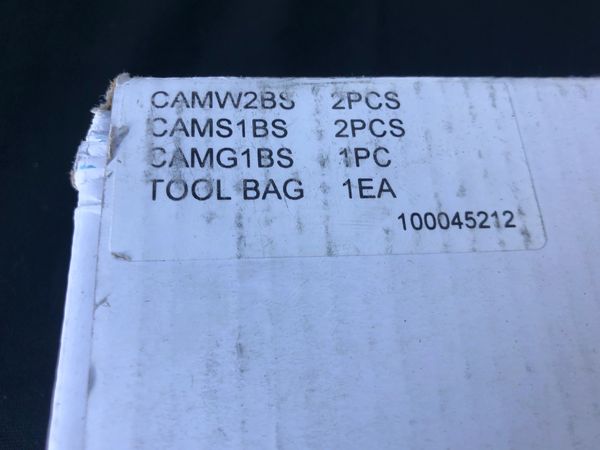 CAMW2BS 2PCS
CAMS1BS 2PCS
CAMG1BS 1PC
TOOL BAG 1EA
100045212